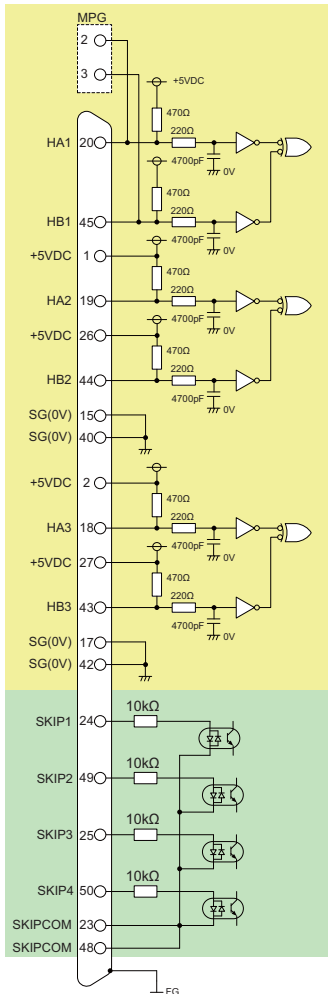 MPG
2
3
+5VDC
470Ω
HA1 20 220Ω
4700pF 0V
470Ω
HB1 45 220Ω
+5VDC 1 4700pF 0V
470Ω
HA2 19 220Ω
+5VDC 26 4700pF 0V
470Ω
HB2 44 220Ω
4700pF 0V
SG(0V) 15
SG(0V) 40
+5VDC 2
470Ω
HA3 18 220Ω
+5VDC 27 4700pF 0V
470Ω
HB3 43 220Ω
4700pF 0V
SG(0V) 17
SG(0V) 42
SKIP1 24 10kΩ
SKIP2 49 10kΩ
SKIP3 25 10kΩ
SKIP4 50 10kΩ
SKIPCOM 23
SKIPCOM 48
FG